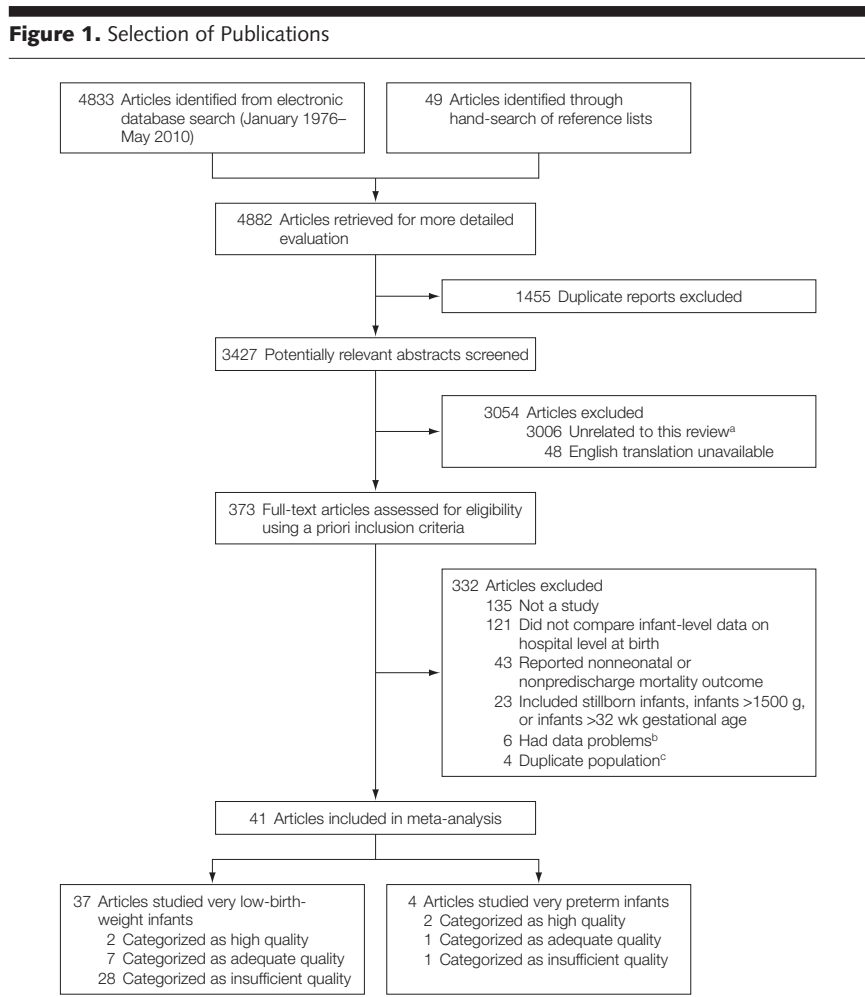 Figure 1. Selection of Publications
4833 Articles identified from electronic
database search (January 1976–
May 2010)
49 Articles identified through
hand-search of reference lists
4882 Articles retrieved for more detailed
evaluation
1455 Duplicate reports excluded
3427 Potentially relevant abstracts screened
3054 Articles excluded
3006 Unrelated to this reviewa
48 English translation unavailable
373 Full-text articles assessed for eligibility
using a priori inclusion criteria
332 Articles excluded
135 Not a study
121 Did not compare infant-level data on
hospital level at birth
43 Reported nonneonatal or
nonpredischarge mortality outcome
23 Included stillborn infants, infants >1500 g,
or infants >32 wk gestational age
6 Had data problemsb
4 Duplicate populationc
41 Articles included in meta-analysis
37 Articles studied very low-birth-
weight infants
2 Categorized as high quality
7 Categorized as adequate quality
28 Categorized as insufficient quality
4 Articles studied very preterm infants
2 Categorized as high quality
1 Categorized as adequate quality
1 Categorized as insufficient quality